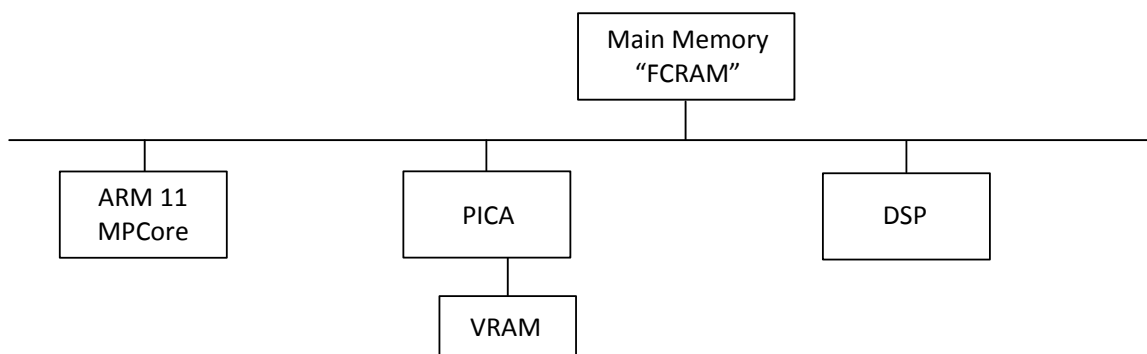 Main Memory
“FCRAM”
ARM 11
MPCore
PICA
DSP
VRAM